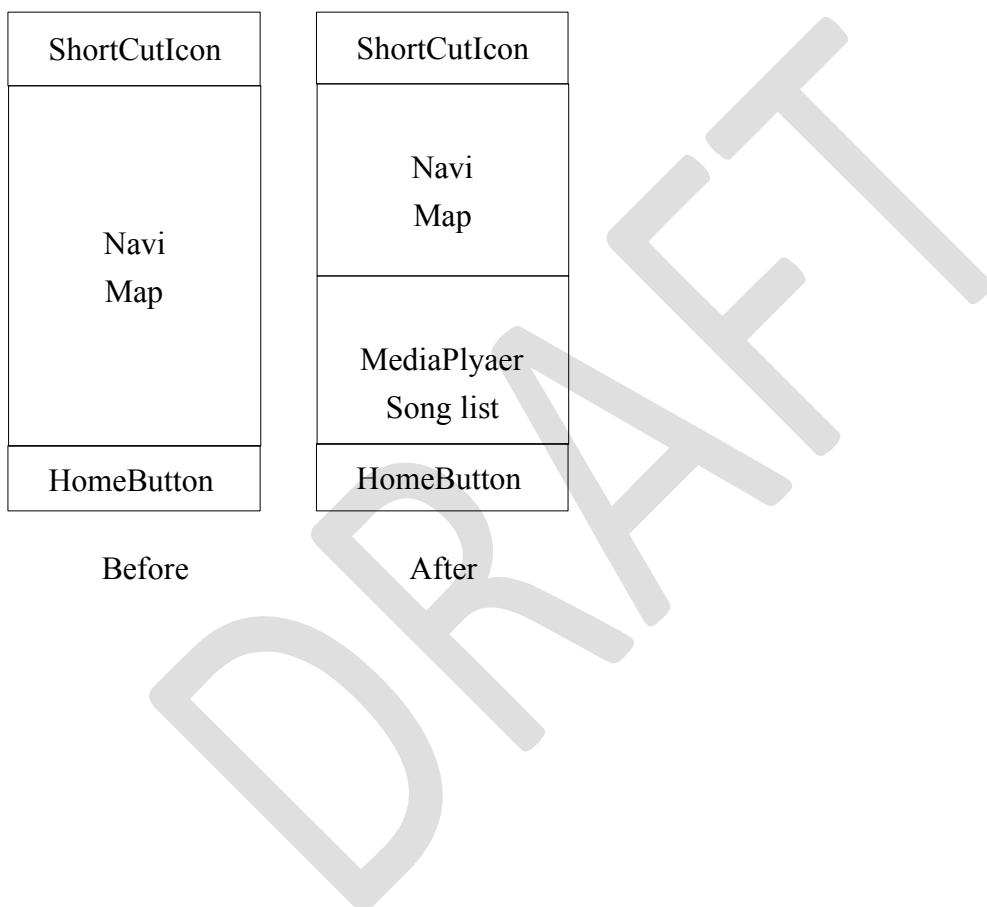 ShortCutIcon
Navi
Map
HomeButton
Before
ShortCutIcon
Navi
Map
MediaPlyaer
Song list
HomeButton
After
DRAFT